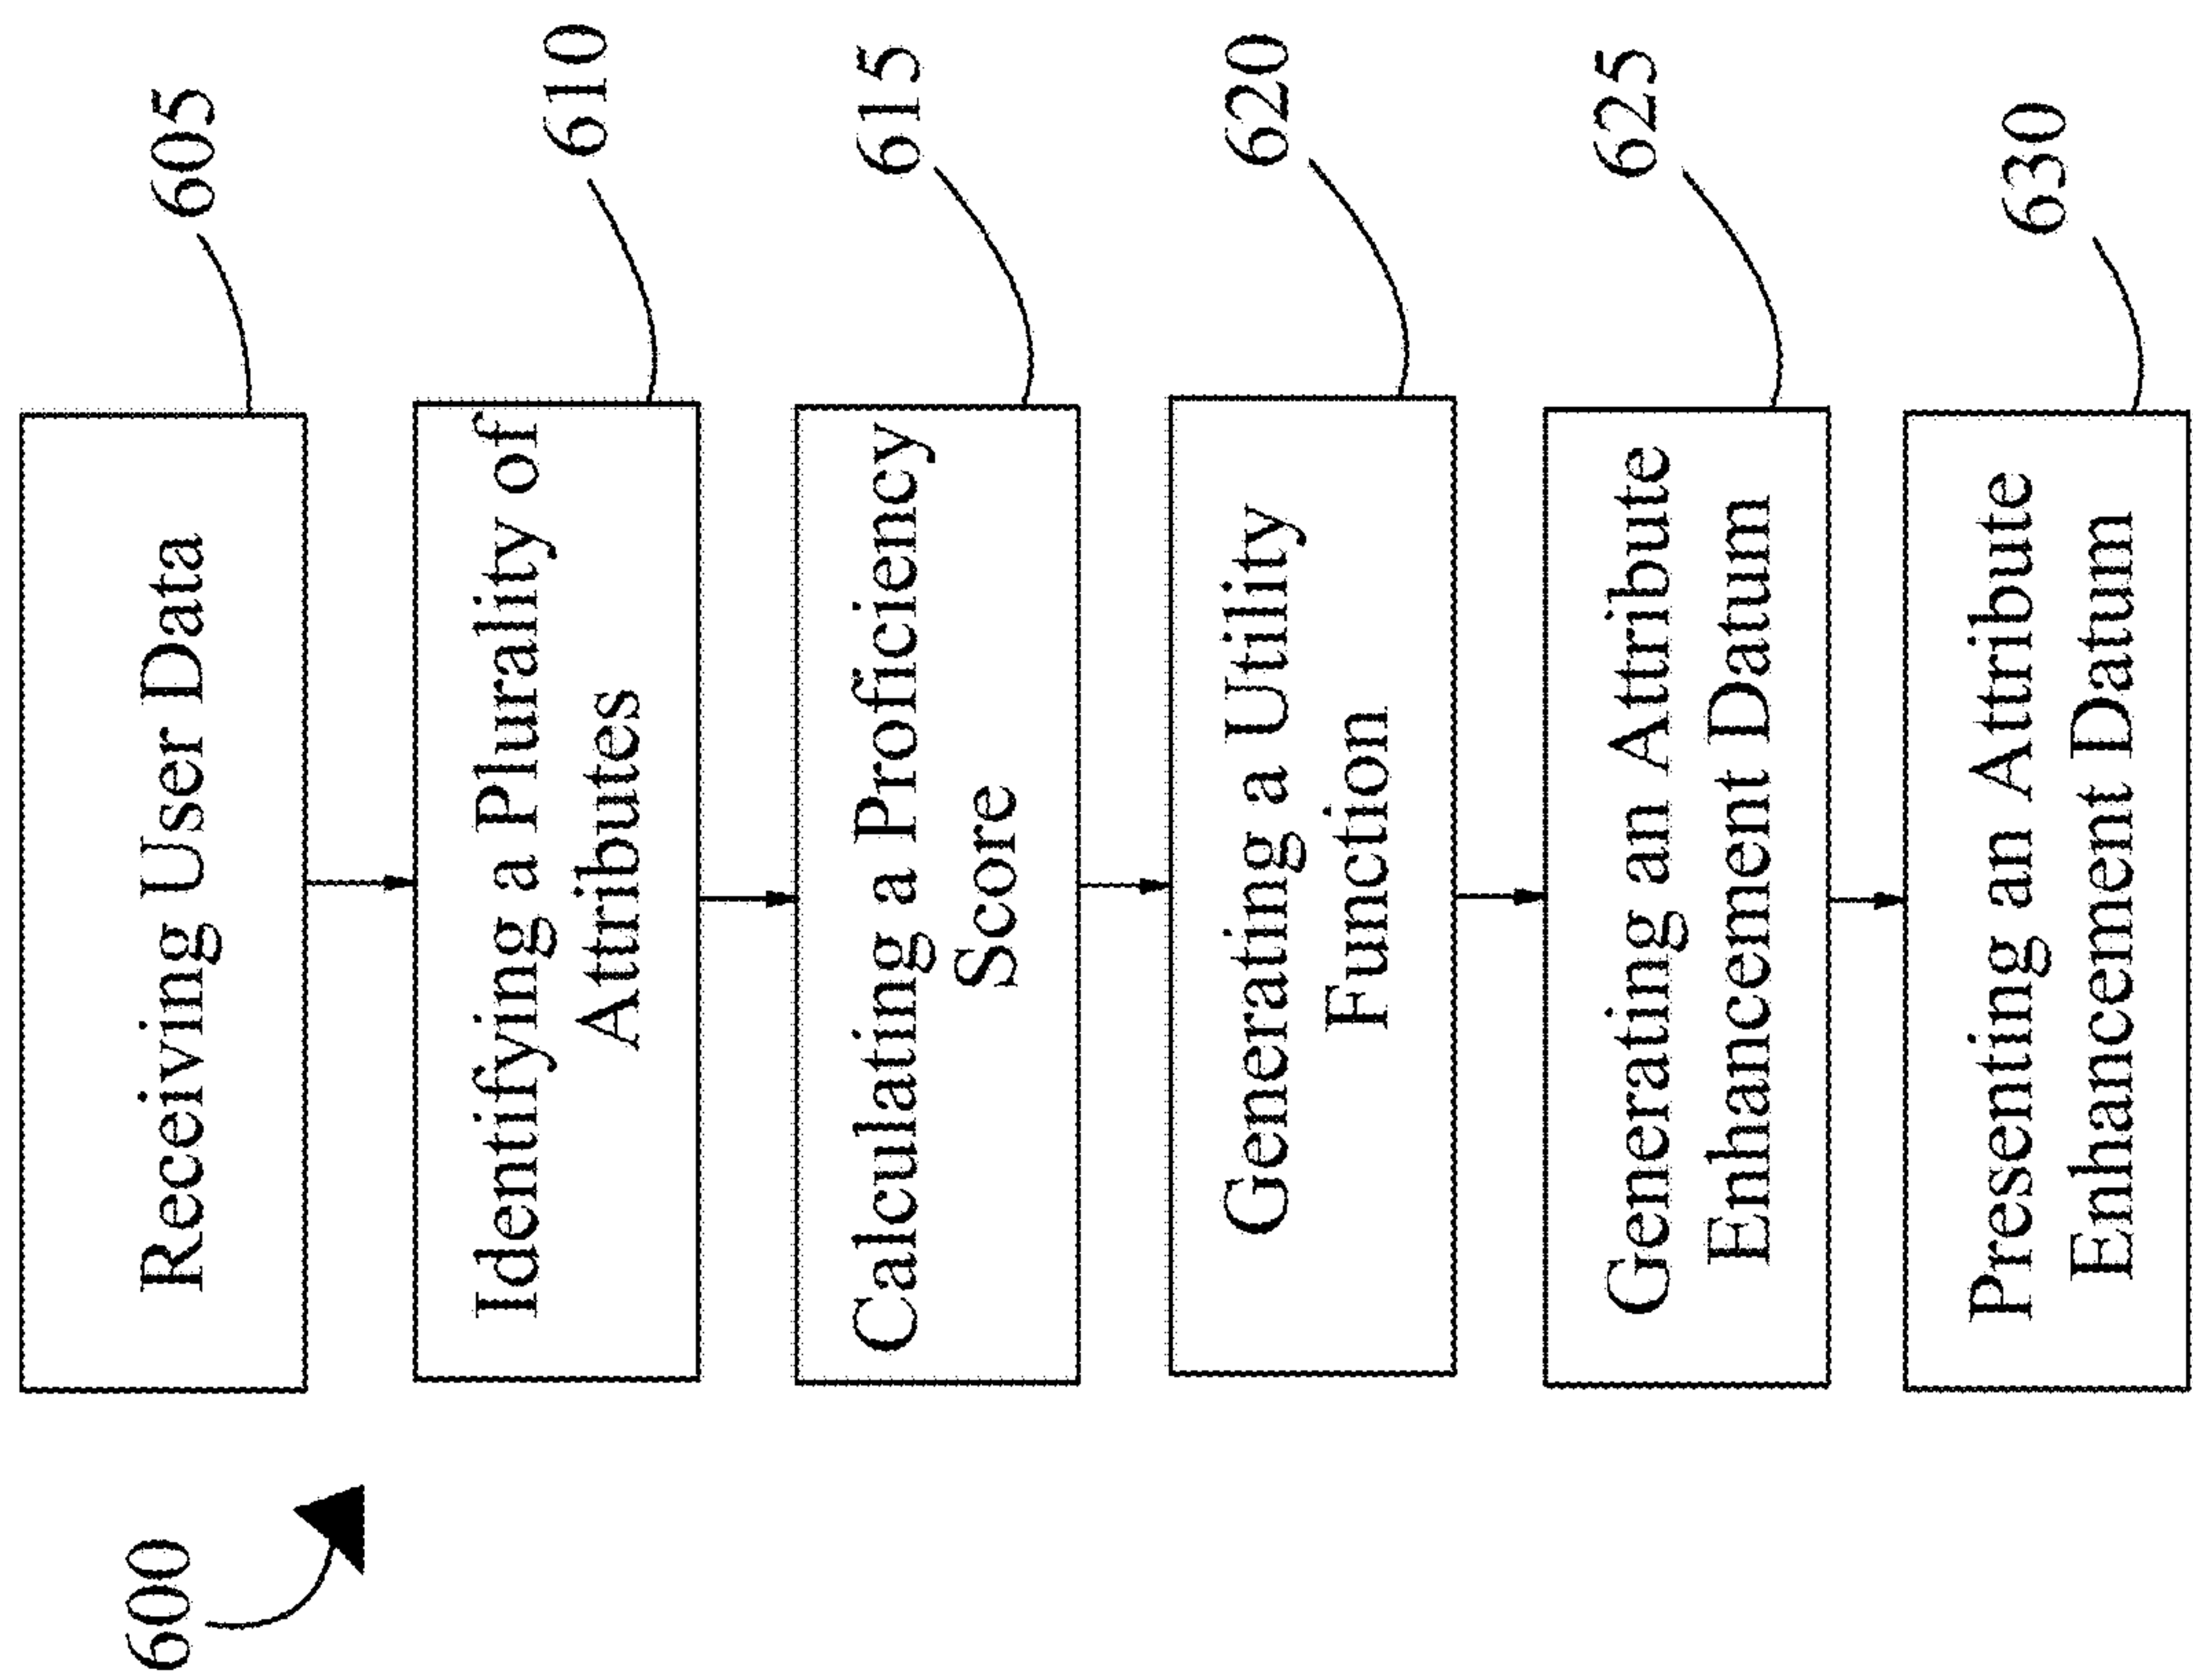 600
Receiving User Data
605
Identifying a Plurality of
Attributes
610
Calculating a Proficiency
Score
615
Generating a Utility
Function
620
Generating an Attribute
Enhancement Datum
625
Presenting an Attribute
Enhancement Datum
630